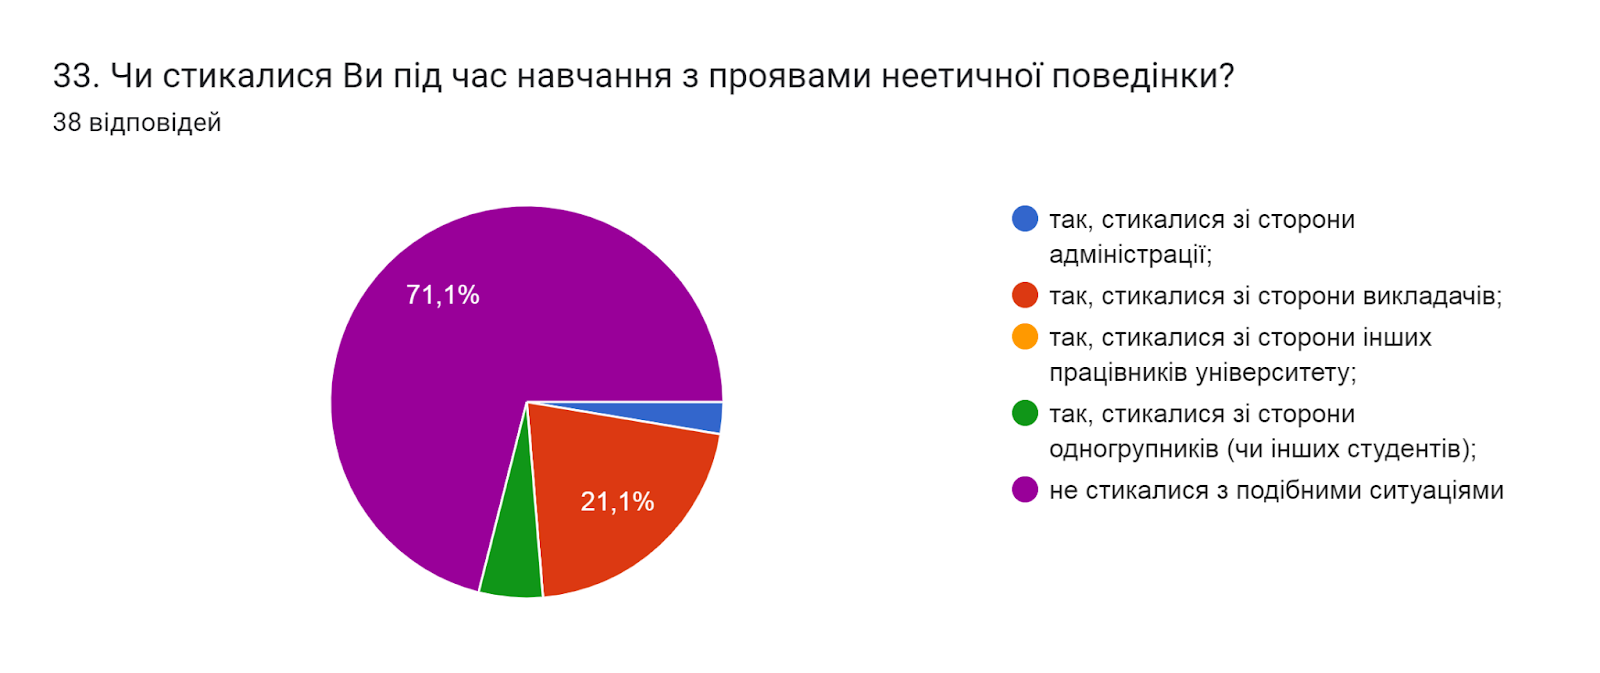 33. Чи стикалися Ви під час навчання з проявами неетичної поведінки?
38 відповідей
71,1%
21,1%
так, стикалися зі сторони
адміністрації;
так, стикалися зі сторони викладачів;
так, стикалися зі сторони інших
працівників університету;
так, стикалися зі сторони
одногрупників (чи інших студентів);
не стикалися з подібними ситуаціями